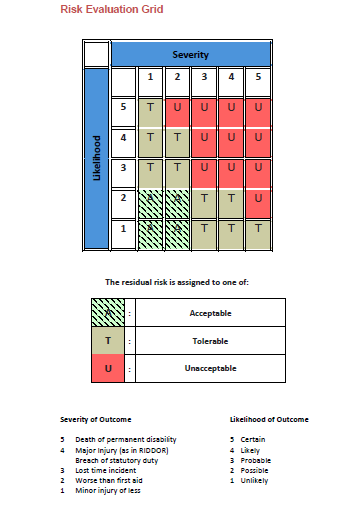 Risk Evaluation Grid
Severity
1 2 3 4 5
Likelihood
5 T U U U U
4 T T U U U
3 T T U U U
2 A A T T U
1 A A T T T
The residual risk is assigned to one of:
A : Acceptable
T : Tolerable
U : Unacceptable
Severity of Outcome
5 Death of permanent disability
4 Major Injury (as in RIDDOR)
Breach of statutory duty
3 Lost time incident
2 Worse than first aid
1 Minor injury of less
Likelihood of Outcome
5 Certain
4 Likely
3 Probable
2 Possible
1 Unlikely